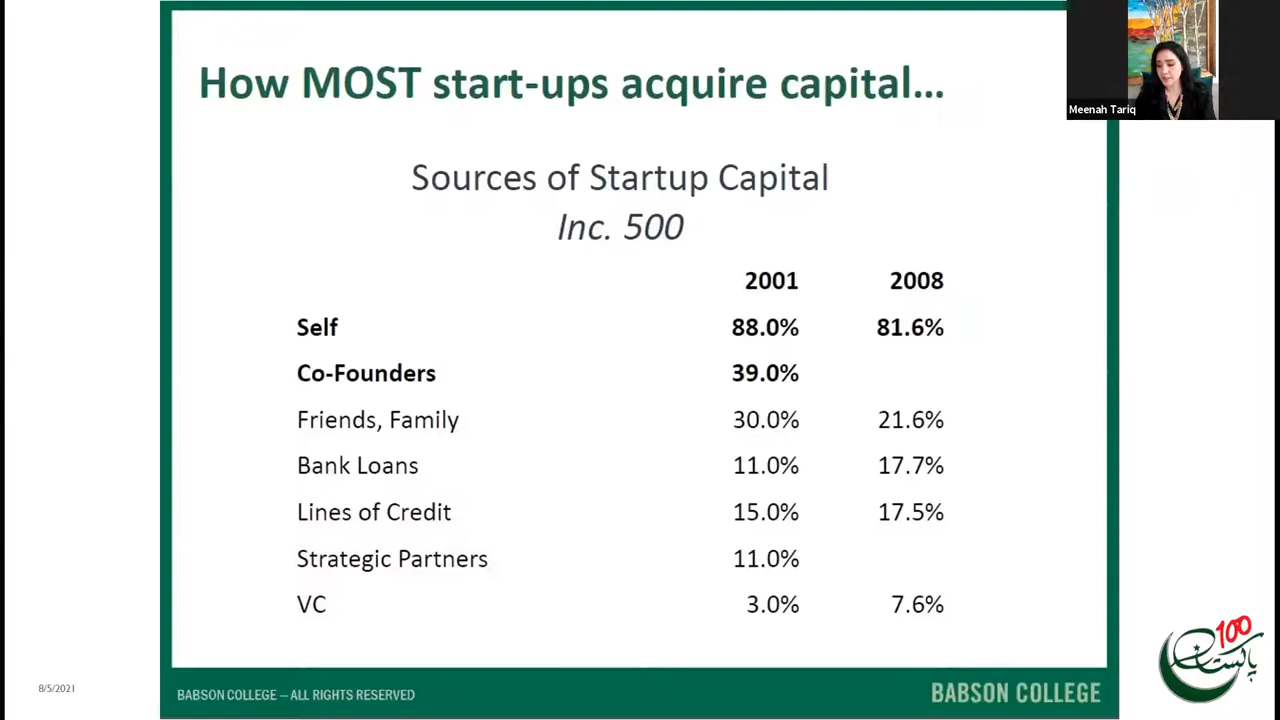 How MOST start-ups acquire capital...
Meenah Tariq
Sources of Startup Capital
Inc. 500
2001 2008
Self 88.0% 81.6%
Co-Founders 39.0%
Friends, Family 30.0% 21.6%
Bank Loans 11.0% 17.7%
Lines of Credit 15.0% 17.5%
Strategic Partners 11.0%
VC 3.0% 7.6%
100
پاکستان
8/5/2021
BABSON COLLEGE – ALL RIGHTS RESERVED
BABSON COLLEGE